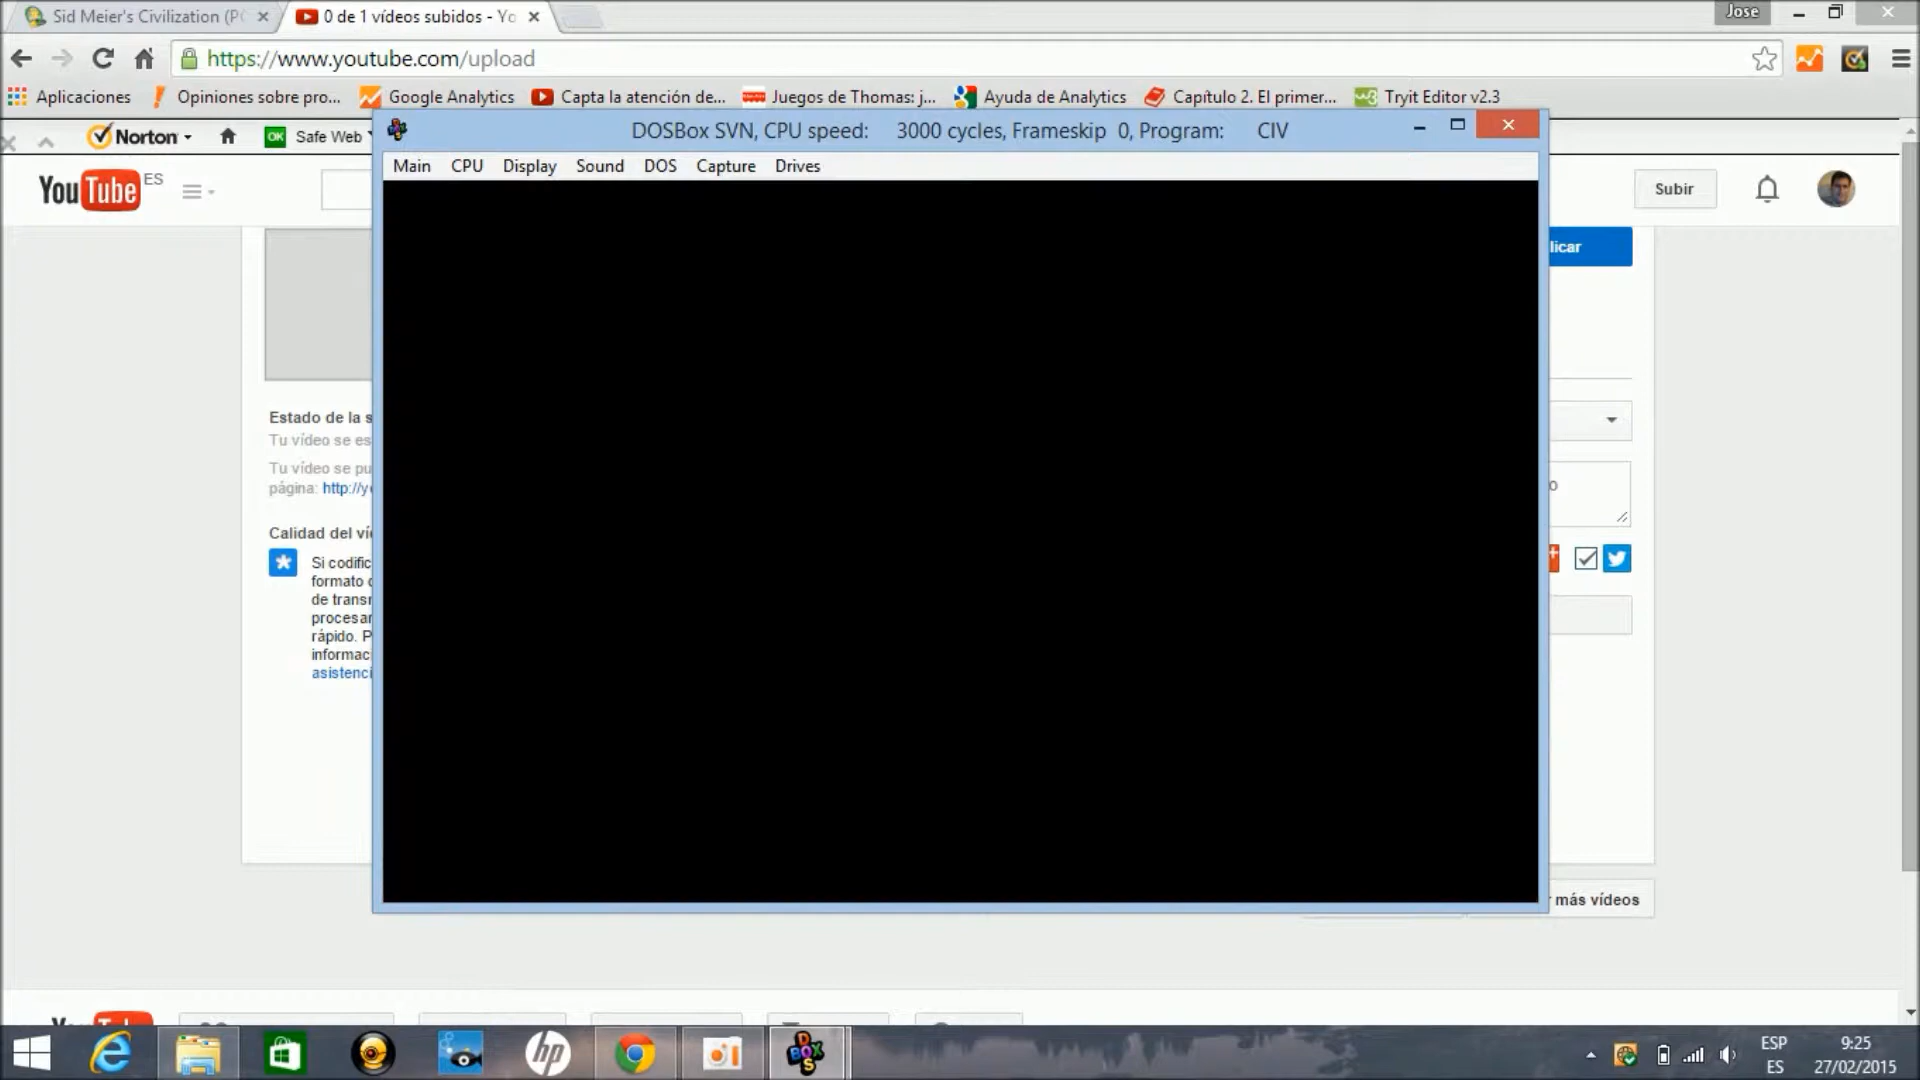 Sid Meier's Civilization (P
0 de 1 vídeos subidos - Yo
Jose
https://www.youtube.com/upload
Aplicaciones
Opiniones sobre pro...
Google Analytics
Capta la atención de...
Juegos de Thomas: j...
Ayuda de Analytics
Capítulo 2. El primer...
Tryit Editor v2.3
Norton
OK Safe Web
DOSBox SVN, CPU speed: 3000 cycles, Frameskip 0, Program: CIV
Main CPU Display Sound DOS Capture Drives
YouTube ES
Subir
licar
Estado de la s
Tu vídeo se es
Tu vídeo se pu
página: http://y
Calidad del ví
Si codific
formato
de transr
procesar
rápido. P
informac
asistenci
o
más vídeos
hp
DOS
BOX
ESP
ES
9:25
27/02/2015